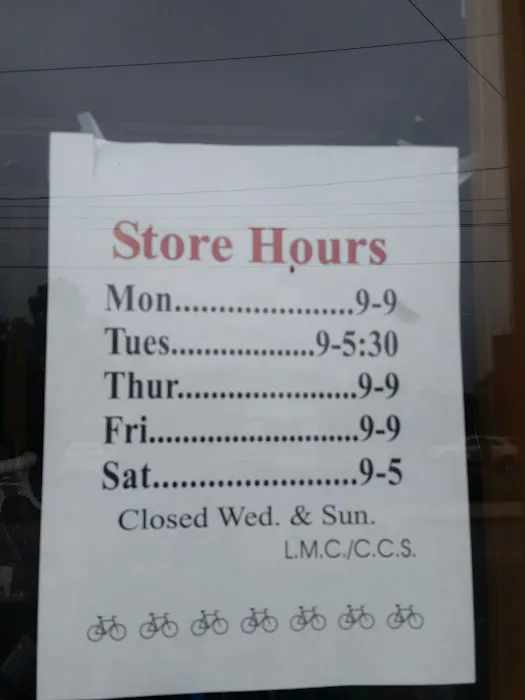 Store Hours
Mon.....................9-9
Tues.................9-5:30
Thur.....................9-9
Fri.........................9-9
Sat........................9-5
Closed Wed. & Sun.
L.M.C./C.C.S.